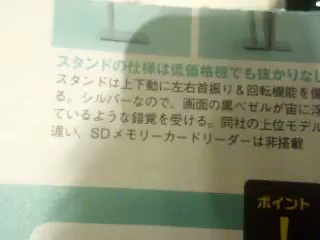 スタンドの仕様は低価格機でも抜かりなし
スタンドは上下動に左右首振り&回転機能を備
る。シルバーなので、画面の黒ベゼルが宙に浮
ているような錯覚を受ける。同社の上位モデル
違い、SDメモリーカードリーダーは非搭載
ポイント
!